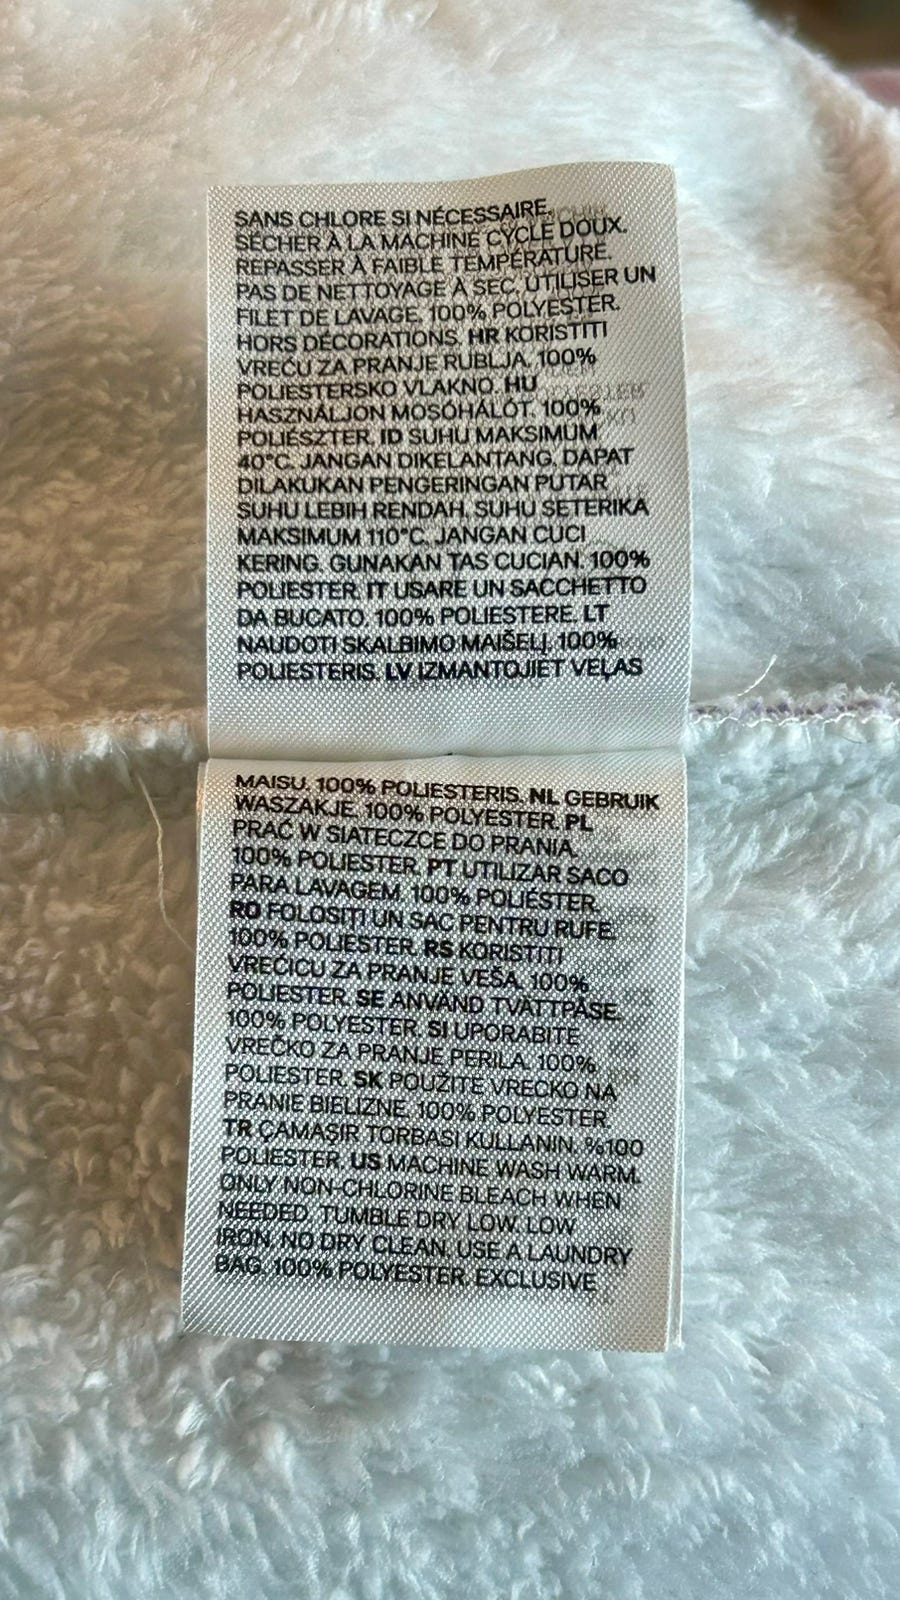 SANS CHLORE SI NÉCESSAIRE.
SÉCHER À LA MACHINE CYCLE DOUX.
REPASSER À FAIBLE TEMPÉRATURE.
PAS DE NETTOYAGE À SEC. UTILISER UN
FILET DE LAVAGE. 100% POLYESTER.
HORS DÉCORATIONS. HR KORISTITI
VREĆU ZA PRANJE RUBLJA. 100%
POLIESTERSKO VLAKNO. HU
HASZNÁLJON MOSÓHÁLÓT. 100%
POLIÉSZTER. ID SUHU MAKSIMUM
40°C. JANGAN DIKELANTANG. DAPAT
DILAKUKAN PENGERINGAN PUTAR
SUHU LEBIH RENDAH. SUHU SETERIKA
MAKSIMUM 110°C. JANGAN CUCI
KERING. GUNAKAN TAS CUCIAN. 100%
POLIESTER. IT USARE UN SACCHETTO
DA BUCATO. 100% POLIESTERE. LT
NAUDOTI SKALBIMO MAIŠELĮ. 100%
POLIESTERIS. LV IZMANTOJIET VEĻAS
MAISU. 100% POLIESTERIS. NL GEBRUIK
WASZAKJE. 100% POLYESTER. PL
PRAĆ W SIATECZCE DO PRANIA.
100% POLIESTER. PT UTILIZAR SACO
PARA LAVAGEM. 100% POLIÉSTER.
RO FOLOSITI UN SAC PENTRU RUFE.
100% POLIESTER. RS KORISTITI
VREĆICU ZA PRANJE VEŠA. 100%
POLIESTER. SE ANVÄND TVÄTTPÅSE.
100% POLYESTER. SI UPORABITE
VREČKO ZA PRANJE PERILA. 100%
POLIESTER. SK POUŽITE VRECKO NA
PRANIE BIELIZNE. 100% POLYESTER.
TR ÇAMAŞIR TORBASI KULLANIN. %100
POLIESTER. US MACHINE WASH WARM.
ONLY NON-CHLORINE BLEACH WHEN
NEEDED. TUMBLE DRY LOW. LOW
IRON. NO DRY CLEAN. USE A LAUNDRY
BAG. 100% POLYESTER. EXCLUSIVE